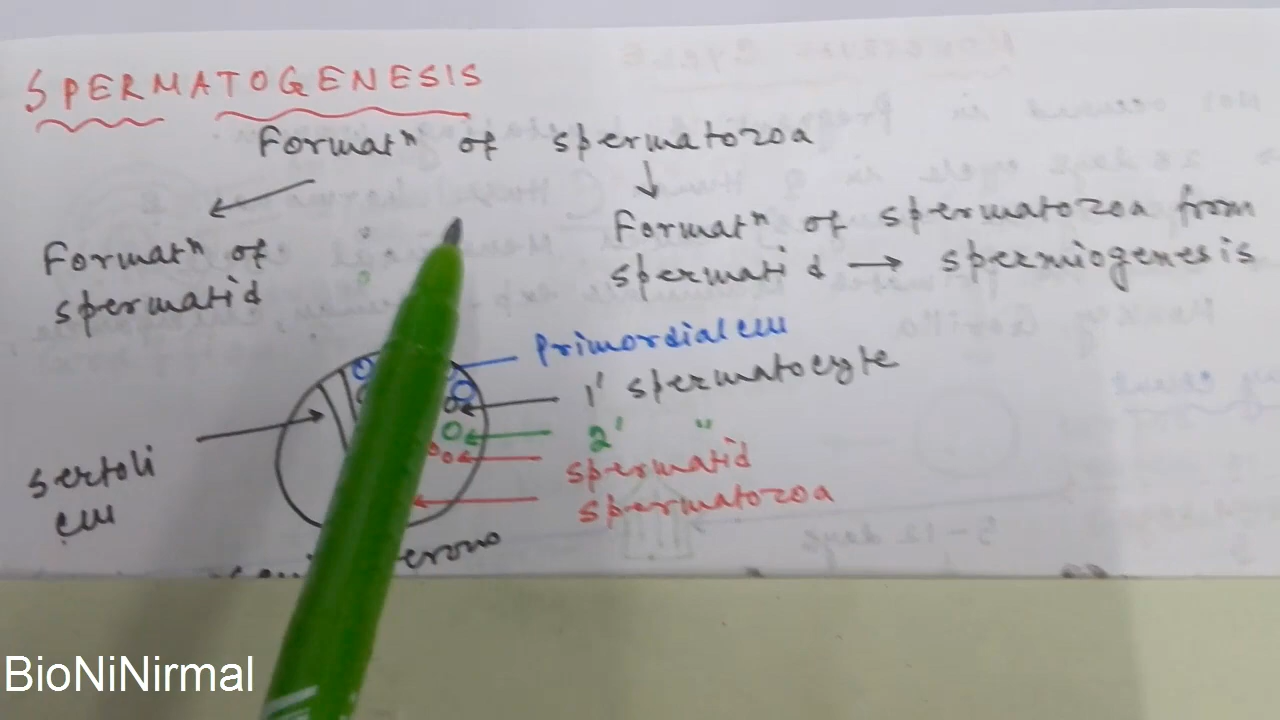 SPERMATOGENESIS
Formatⁿ of spermatozoa
Formatⁿ of
spermatid
Formatⁿ of spermatozoa from
spermatid → spermiogenesis
Primordial cell
1' spermatocyte
2' "
spermatid
spermatozoa
sertoli
cell
BioNiNirmal